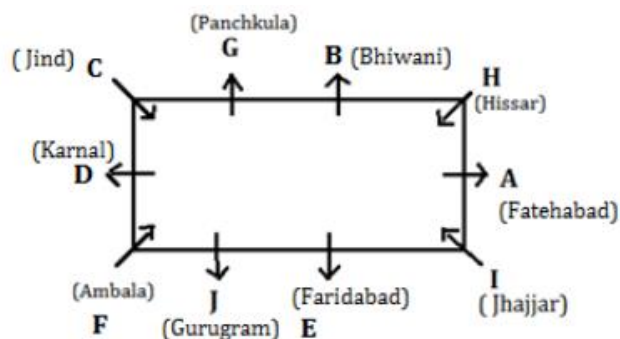 (Panchkula)
G
B (Bhiwani)
( Jind) C
H
(Hissar)
(Karnal)
D
A
(Fatehabad)
I
( Jhajjar)
(Ambala)
F
J
(Gurugram)
(Faridabad)
E